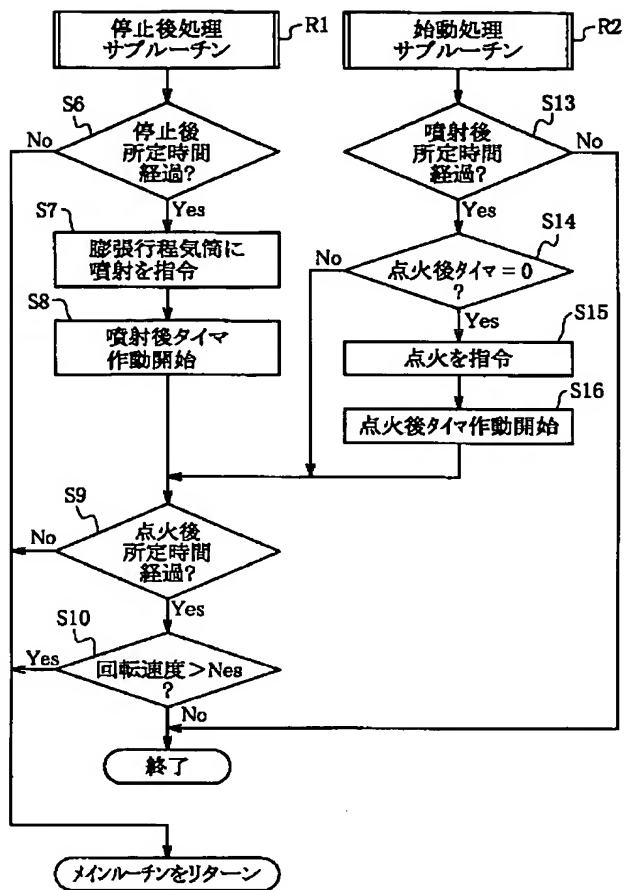 停止後処理
サブルーチン
R1
始動処理
サブルーチン
R2
S6
停止後
所定時間
経過?
No
Yes
S7
膨張行程気筒に
噴射を指令
S8
噴射後タイマ
作動開始
S13
噴射後
所定時間
経過?
No
Yes
S14
点火後タイマ=0
?
No
Yes
S15
点火を指令
S16
点火後タイマ作動開始
S9
点火後
所定時間
経過?
No
Yes
S10
回転速度>Nes
?
Yes
No
終了
メインルーチンをリターン